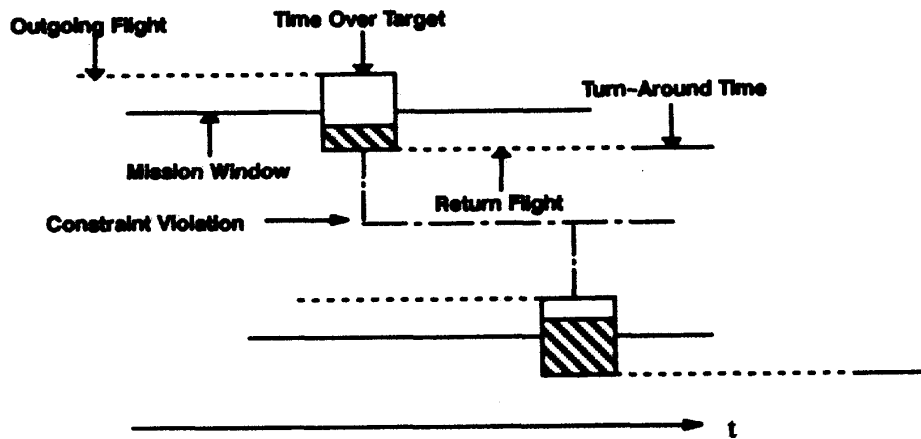 Outgoing Flight
Time Over Target
Turn-Around Time
Mission Window
Return Flight
Constraint Violation
t